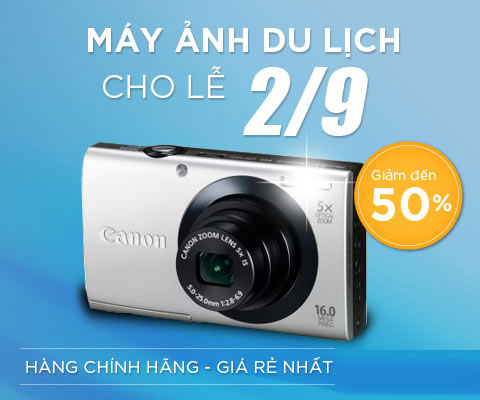 MÁY ẢNH DU LỊCH
CHO LỄ 2/9
Giảm đến
50%
5x
OPTICAL
ZOOM
Canon
CANON ZOOM LENS 5x IS
5.0-25.0mm 1:2.8-6.9
16.0
MEGA
PIXELS
HÀNG CHÍNH HÃNG - GIÁ RẺ NHẤT